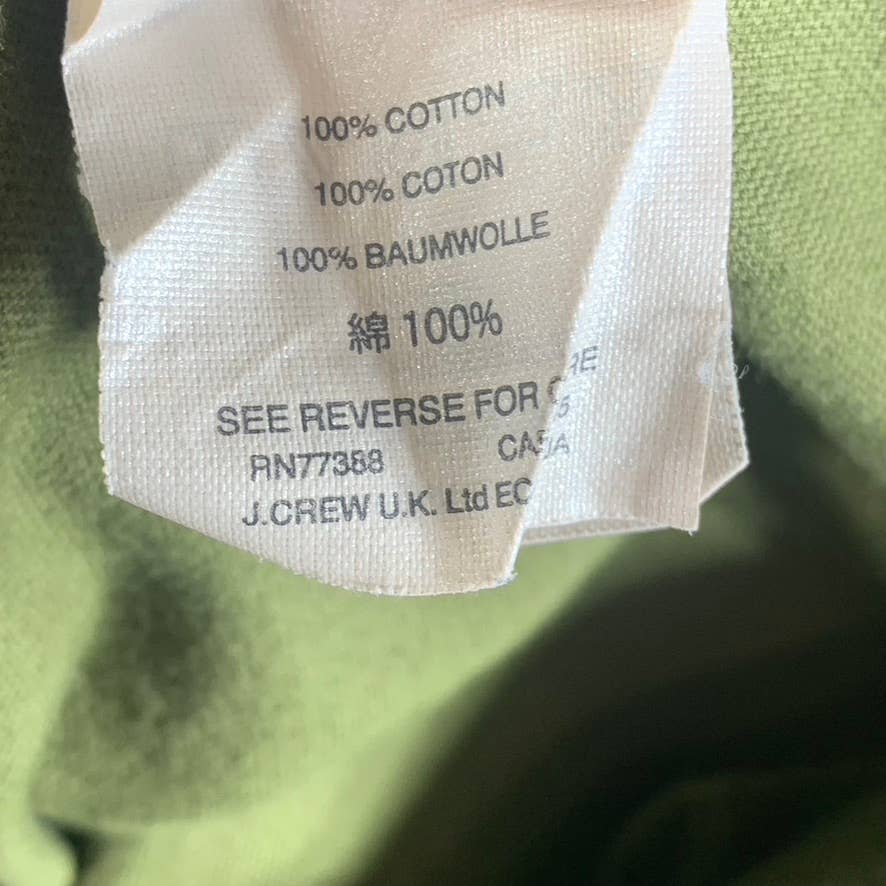 100% COTTON
100% COTON
100% BAUMWOLLE
綿 100%
SEE REVERSE FOR
RN77388
J.CREW U.K. Ltd